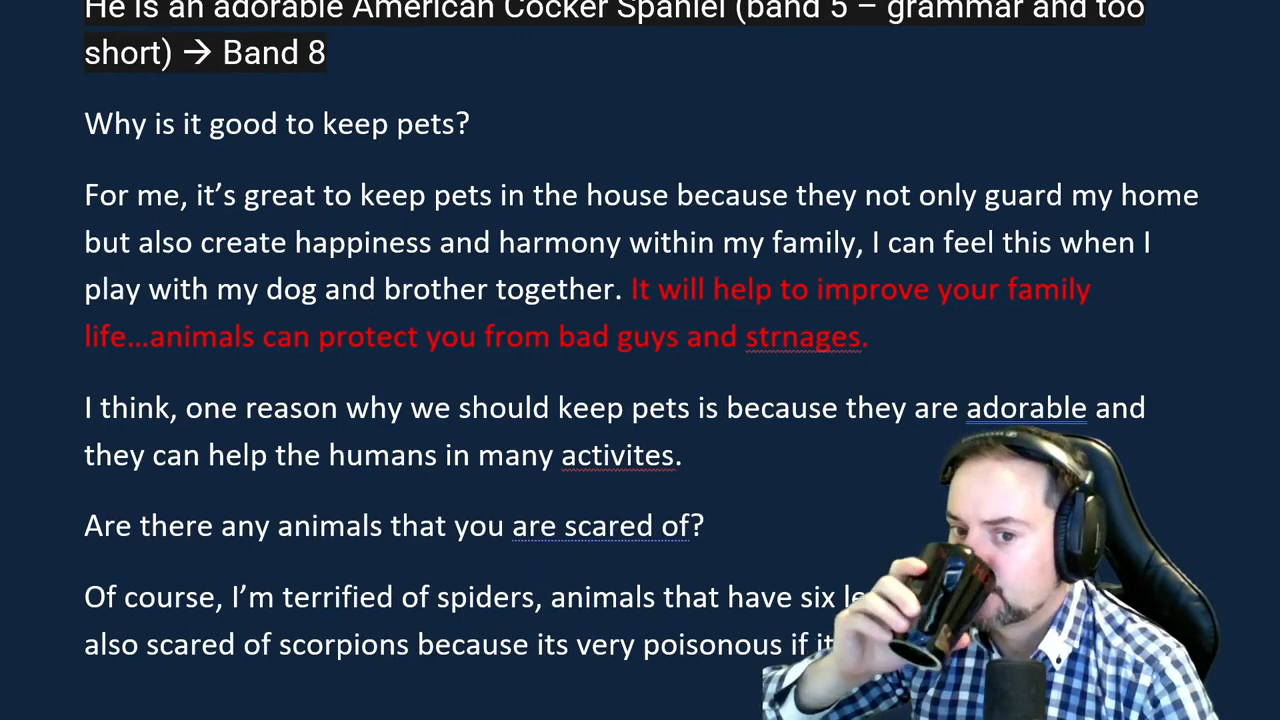 He is an adorable American Cocker Spaniel (band 5 – grammar and too
short) → Band 8
Why is it good to keep pets?
For me, it’s great to keep pets in the house because they not only guard my home
but also create happiness and harmony within my family, I can feel this when I
play with my dog and brother together. It will help to improve your family
life…animals can protect you from bad guys and strnages.
I think, one reason why we should keep pets is because they are adorable and
they can help the humans in many activites.
Are there any animals that you are scared of?
Of course, I’m terrified of spiders, animals that have six
also scared of scorpions because its very poisonous if it